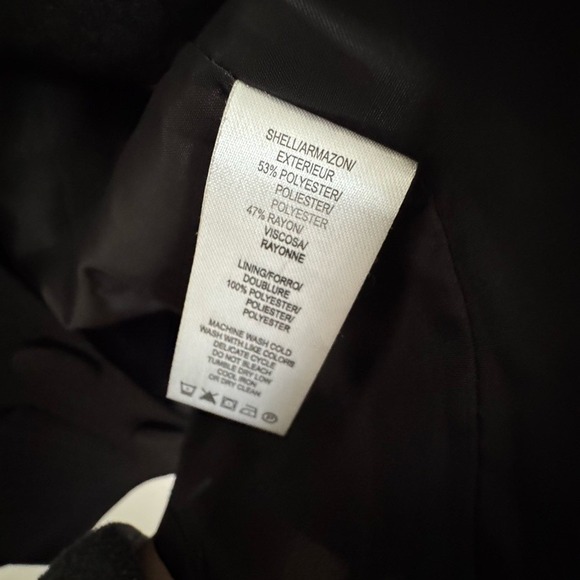 SHELL/ARMAZON/
EXTERIEUR
53% POLYESTER/
POLIESTER/
POLYESTER
47% RAYON/
VISCOSA/
RAYONNE
LINING/FORRO/
DOUBLURE
100% POLYESTER/
POLIESTER/
POLYESTER
MACHINE WASH COLD
WASH WITH LIKE COLORS
DELICATE CYCLE
DO NOT BLEACH
TUMBLE DRY LOW
COOL IRON
OR DRY CLEAN